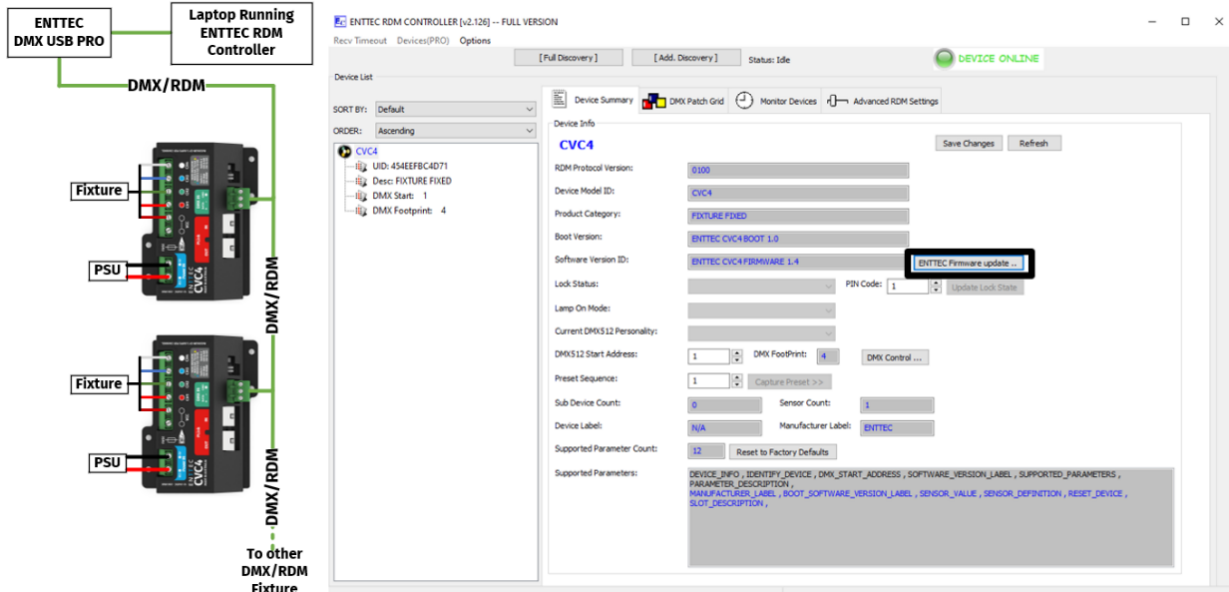 ENTTEC
DMX USB PRO
Laptop Running
ENTTEC RDM
Controller
DMX/RDM
Fixture
PSU
CVC4
DMX/RDM
Fixture
PSU
CVC4
DMX/RDM
To other
DMX/RDM
Fixture
ENTTEC RDM CONTROLLER [v2.126] -- FULL VERSION
Recv Timeout Devices(PRO) Options
[ Full Discovery ] [ Add. Discovery ] Status: Idle DEVICE ONLINE
Device List
SORT BY: Default
ORDER: Ascending
CVC4
UID: 454EEFBC4D71
Desc: FIXTURE FIXED
DMX Start: 1
DMX Footprint: 4
Device Summary DMX Patch Grid Monitor Devices Advanced RDM Settings
Device Info
CVC4 Save Changes Refresh
RDM Protocol Version: 0100
Device Model ID: CVC4
Product Category: FIXTURE FIXED
Boot Version: ENTTEC CVC4 BOOT 1.0
Software Version ID: ENTTEC CVC4 FIRMWARE 1.4 ENTTEC Firmware update ..
Lock Status: PIN Code: 1 Update Lock State
Lamp On Mode:
Current DMX512 Personality:
DMX512 Start Address: 1 DMX FootPrint: 4 DMX Control ...
Preset Sequence: 1 Capture Preset >>
Sub Device Count: 0 Sensor Count: 1
Device Label: N/A Manufacturer Label: ENTTEC
Supported Parameter Count: 12 Reset to Factory Defaults
Supported Parameters: DEVICE_INFO , IDENTIFY_DEVICE , DMX_START_ADDRESS , SOFTWARE_VERSION_LABEL , SUPPORTED_PARAMETERS ,
PARAMETER_DESCRIPTION ,
MANUFACTURER_LABEL , BOOT_SOFTWARE_VERSION_LABEL , SENSOR_VALUE , SENSOR_DEFINITION , RESET_DEVICE ,
SLOT_DESCRIPTION ,